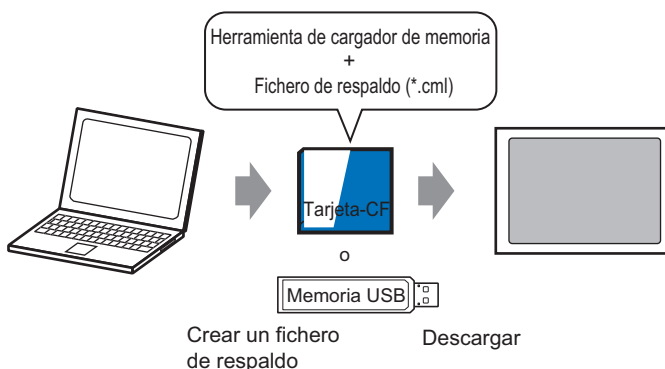 Herramienta de cargador de memoria
+
Fichero de respaldo (*.cml)
Tarjeta-CF
o
Memoria USB
Crear un fichero
de respaldo
Descargar